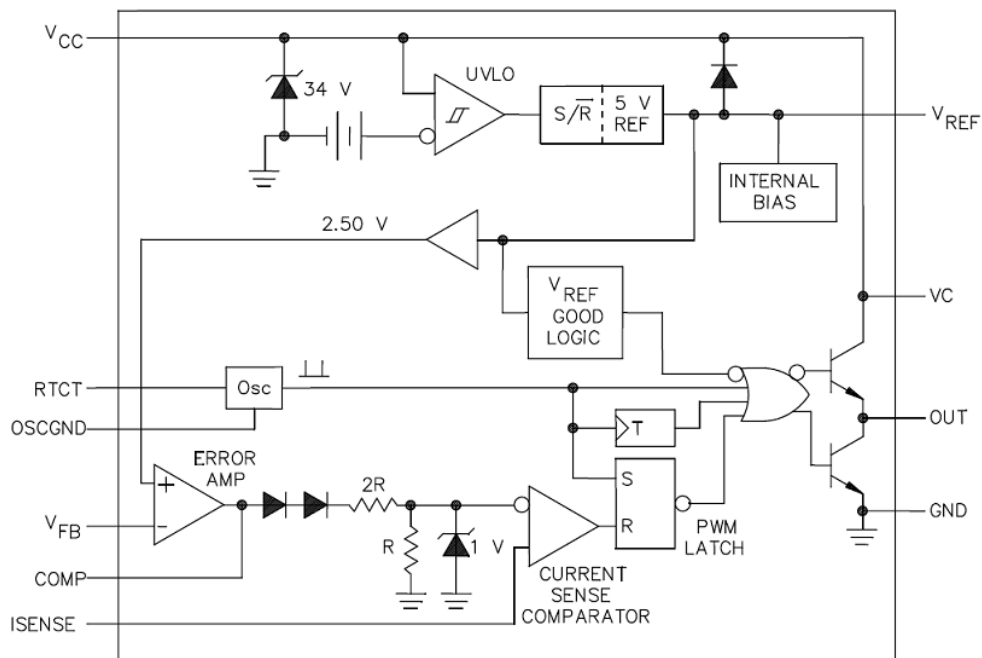 VCC
34 V
UVLO
S/R̅
5 V
REF
VREF
INTERNAL
BIAS
2.50 V
VREF
GOOD
LOGIC
VC
RTCT
Osc
OSCGND
T
OUT
ERROR
AMP
2R
S
+
VFB
-
R
1 V
R
PWM
LATCH
GND
COMP
CURRENT
SENSE
COMPARATOR
ISENSE